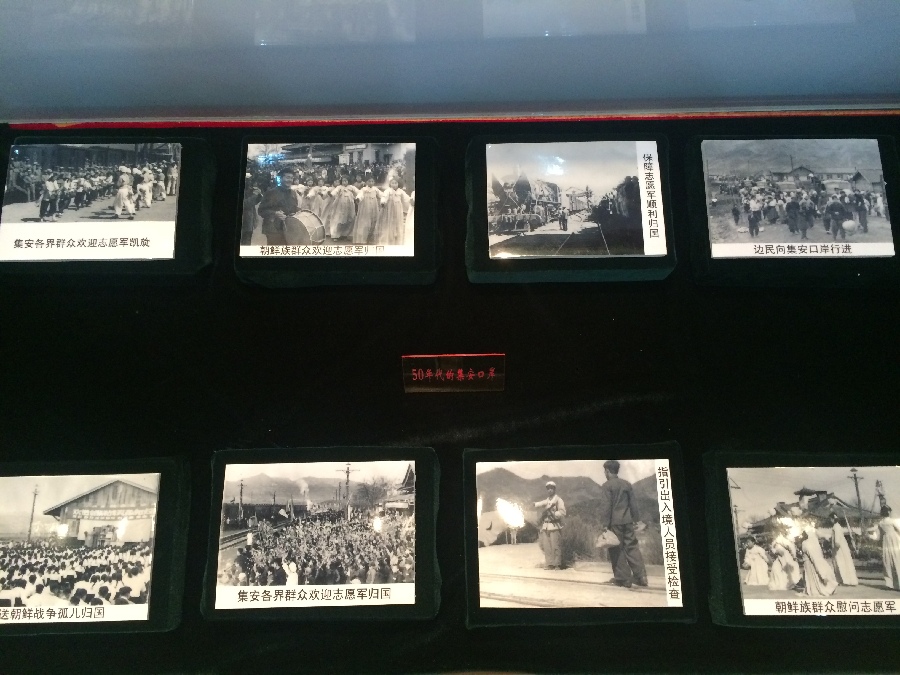 集安各界群众欢迎志愿军凯旋
朝鲜族群众欢迎志愿军归国
保障志愿军顺利归国
边民向集安口岸行进
50年代的集安口岸
送朝鲜战争孤儿归国
集安各界群众欢迎志愿军归国
指引出入境人员接受检查
朝鲜族群众慰问志愿军